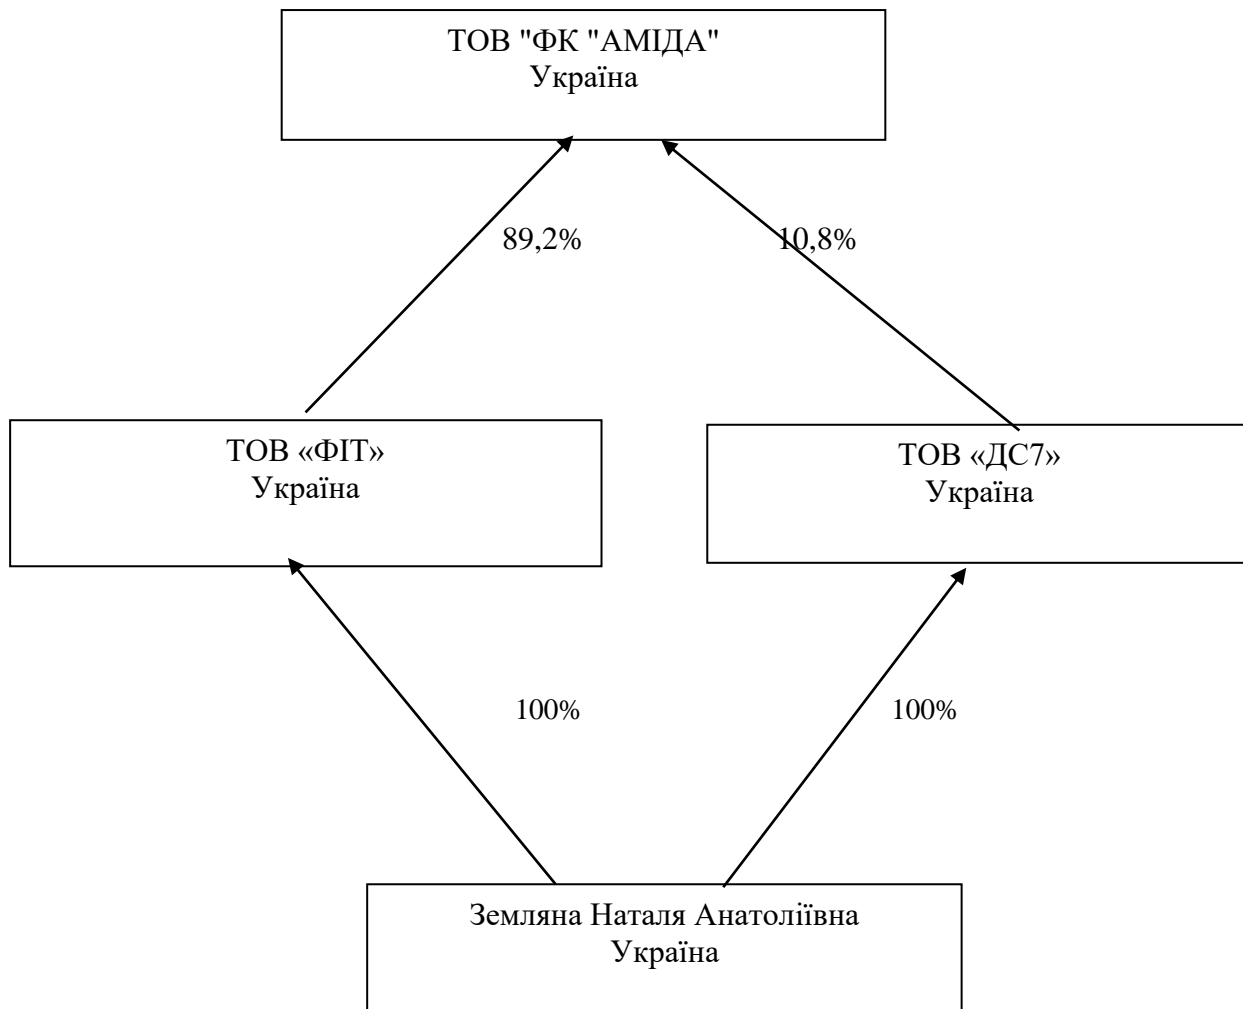 ТОВ "ФК "АМІДА"
Україна
89,2%
10,8%
ТОВ «ФІТ»
Україна
ТОВ «ДС7»
Україна
100%
100%
Земляна Наталя Анатоліївна
Україна